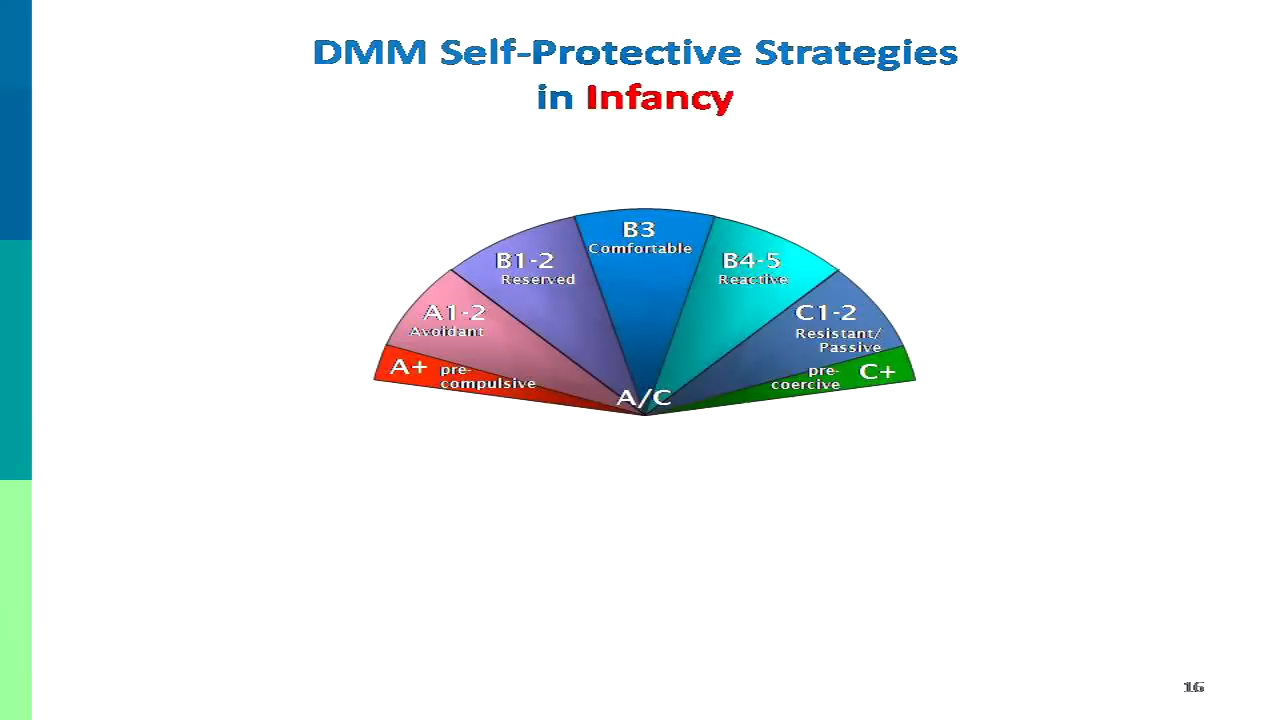 DMM Self-Protective Strategies
in Infancy
B3
Comfortable
B1-2
Reserved
B4-5
Reactive
A1-2
Avoidant
C1-2
Resistant/
Passive
A+
pre-
compulsive
pre-
coercive
C+
A/C
16